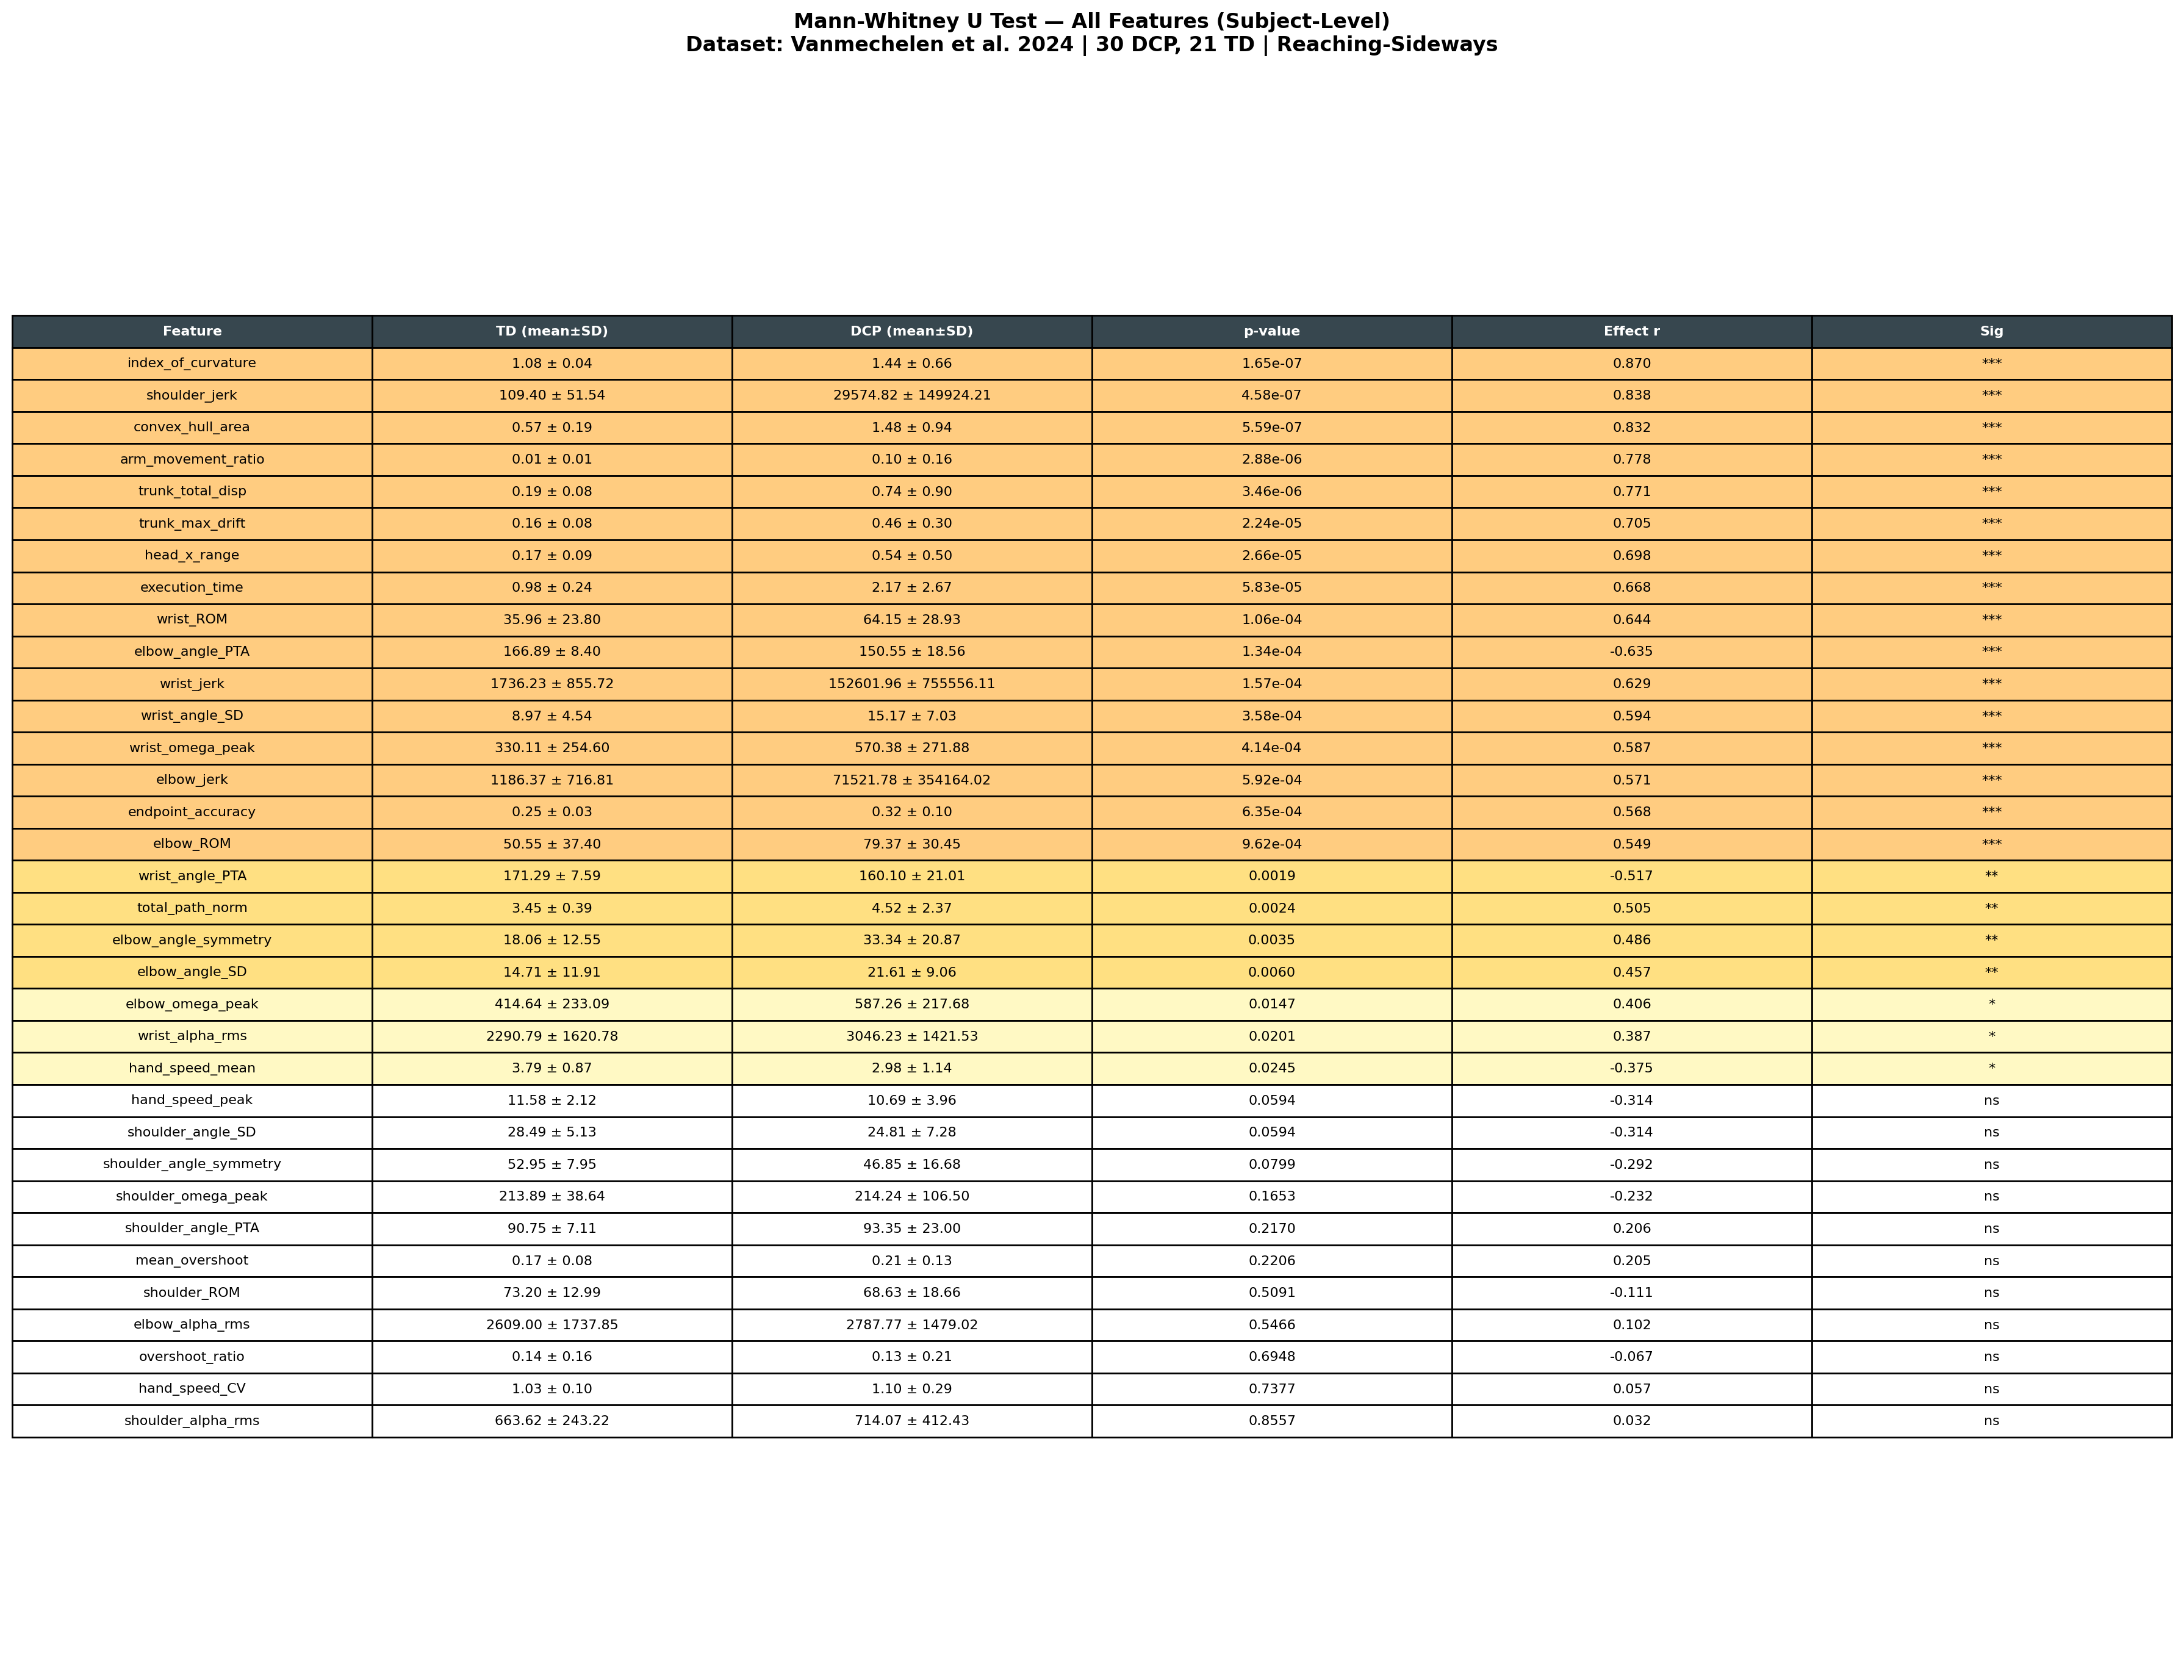 Mann-Whitney U Test — All Features (Subject-Level)
Dataset: Vanmechelen et al. 2024 | 30 DCP, 21 TD | Reaching-Sideways
Feature TD (mean±SD) DCP (mean±SD) p-value Effect r Sig
index_of_curvature 1.08 ± 0.04 1.44 ± 0.66 1.65e-07 0.870 ***
shoulder_jerk 109.40 ± 51.54 29574.82 ± 149924.21 4.58e-07 0.838 ***
convex_hull_area 0.57 ± 0.19 1.48 ± 0.94 5.59e-07 0.832 ***
arm_movement_ratio 0.01 ± 0.01 0.10 ± 0.16 2.88e-06 0.778 ***
trunk_total_disp 0.19 ± 0.08 0.74 ± 0.90 3.46e-06 0.771 ***
trunk_max_drift 0.16 ± 0.08 0.46 ± 0.30 2.24e-05 0.705 ***
head_x_range 0.17 ± 0.09 0.54 ± 0.50 2.66e-05 0.698 ***
execution_time 0.98 ± 0.24 2.17 ± 2.67 5.83e-05 0.668 ***
wrist_ROM 35.96 ± 23.80 64.15 ± 28.93 1.06e-04 0.644 ***
elbow_angle_PTA 166.89 ± 8.40 150.55 ± 18.56 1.34e-04 -0.635 ***
wrist_jerk 1736.23 ± 855.72 152601.96 ± 755556.11 1.57e-04 0.629 ***
wrist_angle_SD 8.97 ± 4.54 15.17 ± 7.03 3.58e-04 0.594 ***
wrist_omega_peak 330.11 ± 254.60 570.38 ± 271.88 4.14e-04 0.587 ***
elbow_jerk 1186.37 ± 716.81 71521.78 ± 354164.02 5.92e-04 0.571 ***
endpoint_accuracy 0.25 ± 0.03 0.32 ± 0.10 6.35e-04 0.568 ***
elbow_ROM 50.55 ± 37.40 79.37 ± 30.45 9.62e-04 0.549 ***
wrist_angle_PTA 171.29 ± 7.59 160.10 ± 21.01 0.0019 -0.517 **
total_path_norm 3.45 ± 0.39 4.52 ± 2.37 0.0024 0.505 **
elbow_angle_symmetry 18.06 ± 12.55 33.34 ± 20.87 0.0035 0.486 **
elbow_angle_SD 14.71 ± 11.91 21.61 ± 9.06 0.0060 0.457 **
elbow_omega_peak 414.64 ± 233.09 587.26 ± 217.68 0.0147 0.406 *
wrist_alpha_rms 2290.79 ± 1620.78 3046.23 ± 1421.53 0.0201 0.387 *
hand_speed_mean 3.79 ± 0.87 2.98 ± 1.14 0.0245 -0.375 *
hand_speed_peak 11.58 ± 2.12 10.69 ± 3.96 0.0594 -0.314 ns
shoulder_angle_SD 28.49 ± 5.13 24.81 ± 7.28 0.0594 -0.314 ns
shoulder_angle_symmetry 52.95 ± 7.95 46.85 ± 16.68 0.0799 -0.292 ns
shoulder_omega_peak 213.89 ± 38.64 214.24 ± 106.50 0.1653 -0.232 ns
shoulder_angle_PTA 90.75 ± 7.11 93.35 ± 23.00 0.2170 0.206 ns
mean_overshoot 0.17 ± 0.08 0.21 ± 0.13 0.2206 0.205 ns
shoulder_ROM 73.20 ± 12.99 68.63 ± 18.66 0.5091 -0.111 ns
elbow_alpha_rms 2609.00 ± 1737.85 2787.77 ± 1479.02 0.5466 0.102 ns
overshoot_ratio 0.14 ± 0.16 0.13 ± 0.21 0.6948 -0.067 ns
hand_speed_CV 1.03 ± 0.10 1.10 ± 0.29 0.7377 0.057 ns
shoulder_alpha_rms 663.62 ± 243.22 714.07 ± 412.43 0.8557 0.032 ns